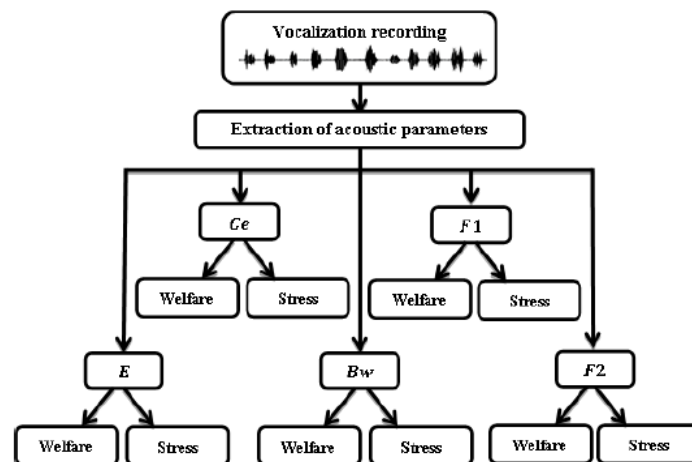 Vocalization recording
Extraction of acoustic parameters
Ge
F1
Welfare
Stress
Welfare
Stress
E
Bw
F2
Welfare
Stress
Welfare
Stress
Welfare
Stress